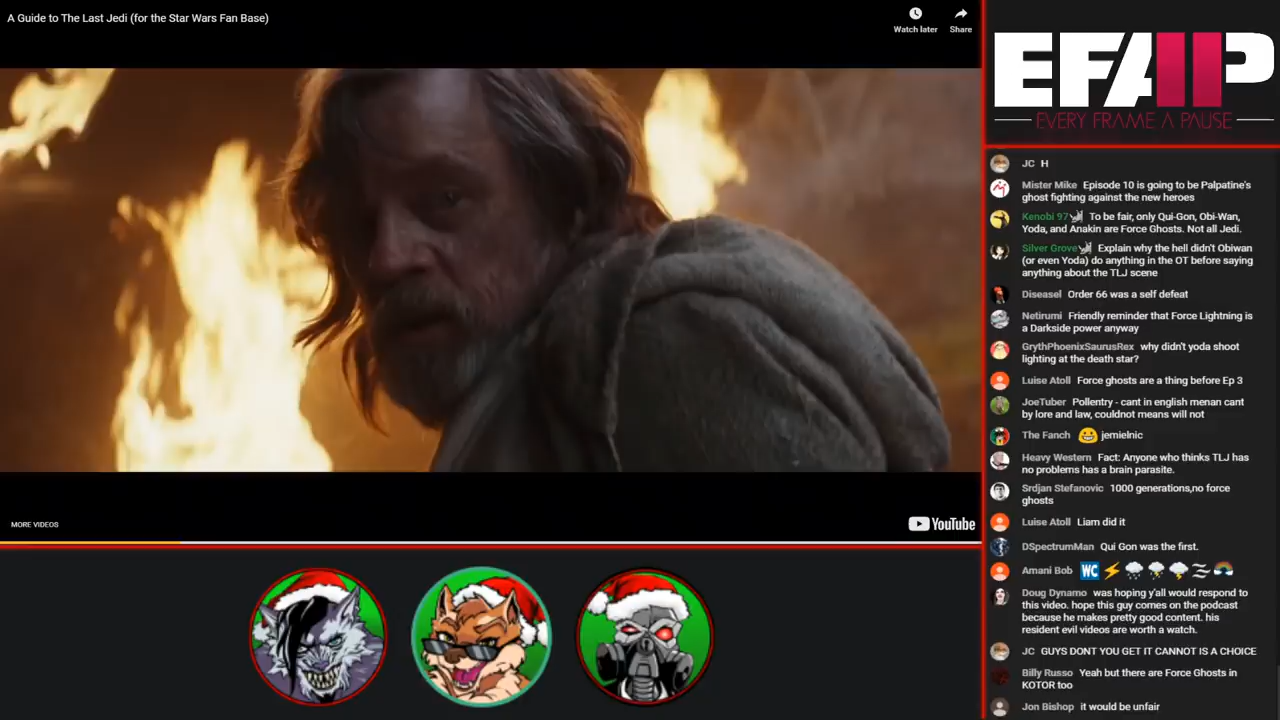 A Guide to The Last Jedi (for the Star Wars Fan Base)
Watch later
Share
MORE VIDEOS
YouTube
EFAP
EVERY FRAME A PAUSE
JC H
Mister Mike Episode 10 is going to be Palpatine's
ghost fighting against the new heroes
Kenobi 97 To be fair, only Qui-Gon, Obi-Wan,
Yoda, and Anakin are Force Ghosts. Not all Jedi.
Silver Grove Explain why the hell didn't Obiwan
(or even Yoda) do anything in the OT before saying
anything about the TLJ scene
Diseasel Order 66 was a self defeat
Netirumi Friendly reminder that Force Lightning is
a Darkside power anyway
GrythPhoenixSaurusRex why didn't yoda shoot
lighting at the death star?
Luise Atoll Force ghosts are a thing before Ep 3
JoeTuber Pollentry - cant in english menan cant
by lore and law, couldnot means will not
The Fanch jemielnic
Heavy Western Fact: Anyone who thinks TLJ has
no problems has a brain parasite.
Srdjan Stefanovic 1000 generations,no force
ghosts
Luise Atoll Liam did it
DSpectrumMan Qui Gon was the first.
Amani Bob WC
Doug Dynamo was hoping y'all would respond to
this video. hope this guy comes on the podcast
because he makes pretty good content. his
resident evil videos are worth a watch.
JC GUYS DONT YOU GET IT CANNOT IS A CHOICE
Billy Russo Yeah but there are Force Ghosts in
KOTOR too
Jon Bishop it would be unfair